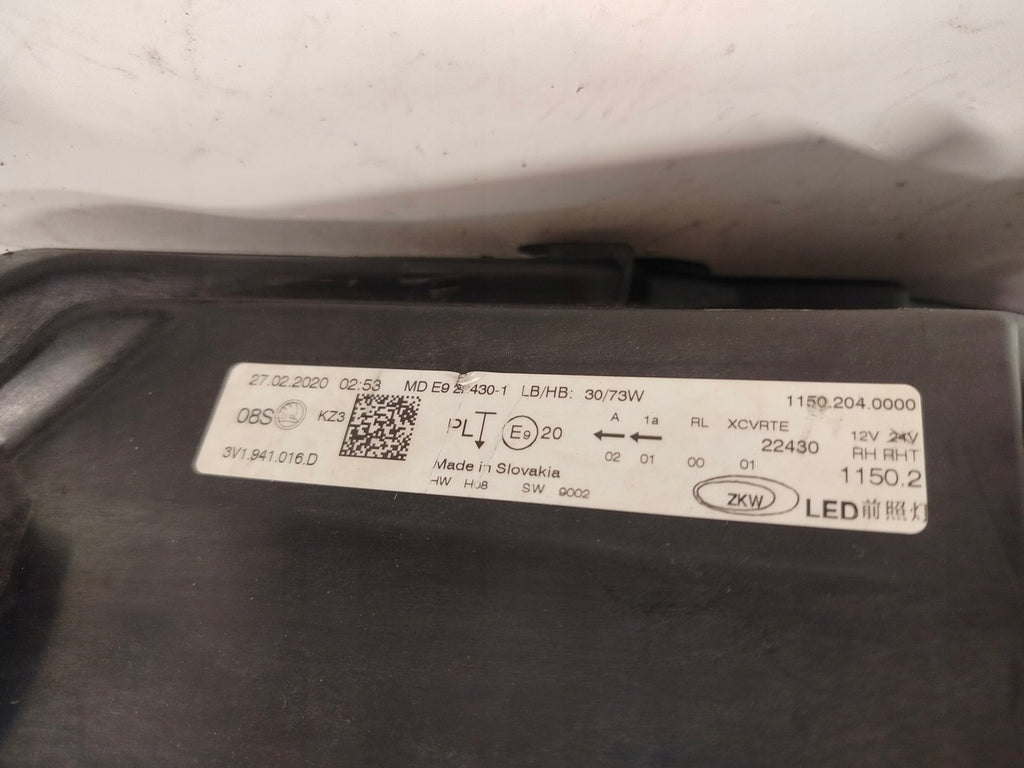 27.02.2020 02:53 MD E9 2 430-1 LB/HB: 30/73W 1150.204.0000
08S KZ3 PL E9 20 A 1a RL XCVRTE 12V 24V
02 01 00 01 22430 RH RHT
3V1.941.016.D Made in Slovakia 1150.2
HW H08 SW 9002 ZKW LED前照灯